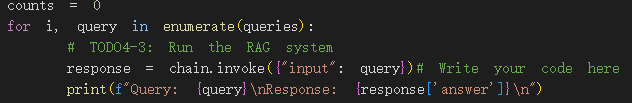 counts = 0
for i, query in enumerate(queries):
    # TODO4-3: Run the RAG system
    response = chain.invoke({"input": query})# Write your code here
    print(f"Query: {query}\nResponse: {response['answer']}\n")